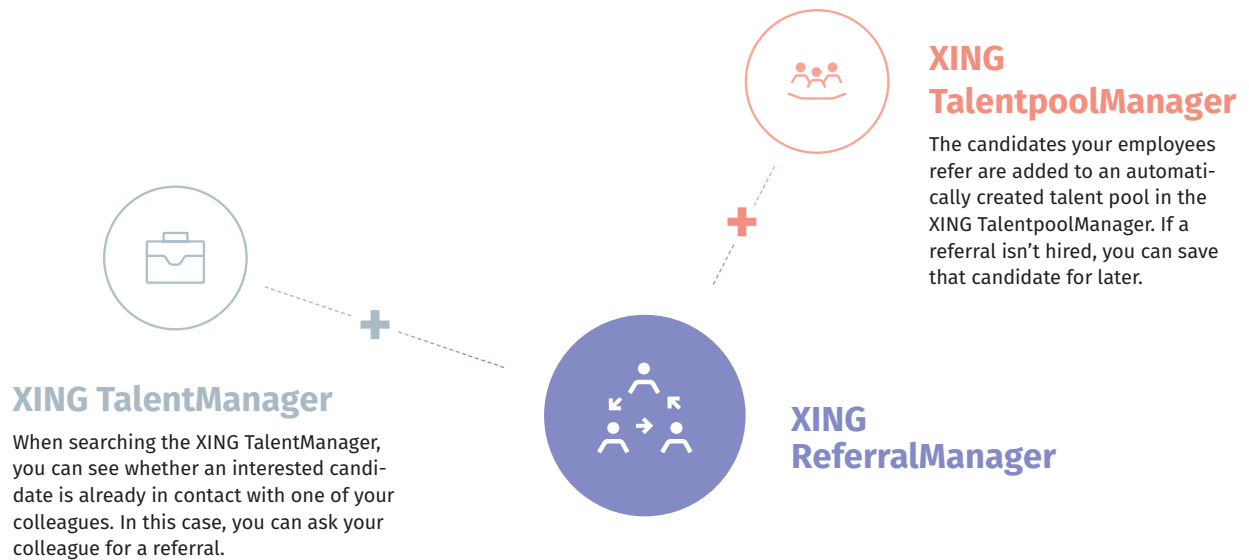 XING
TalentpoolManager
The candidates your employees
refer are added to an automati-
cally created talent pool in the
XING TalentpoolManager. If a
referral isn’t hired, you can save
that candidate for later.
XING TalentManager
When searching the XING TalentManager,
you can see whether an interested candi-
date is already in contact with one of your
colleagues. In this case, you can ask your
colleague for a referral.
XING
ReferralManager